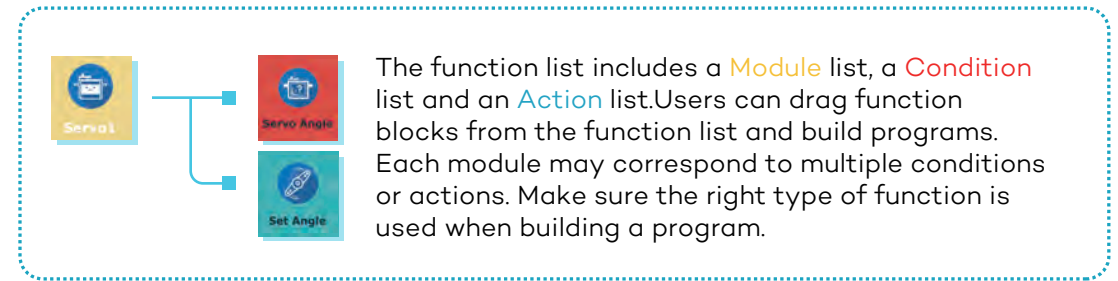 Servo1
Servo Angle
Set Angle
The function list includes a Module list, a Condition
list and an Action list.Users can drag function
blocks from the function list and build programs.
Each module may correspond to multiple conditions
or actions. Make sure the right type of function is
used when building a program.